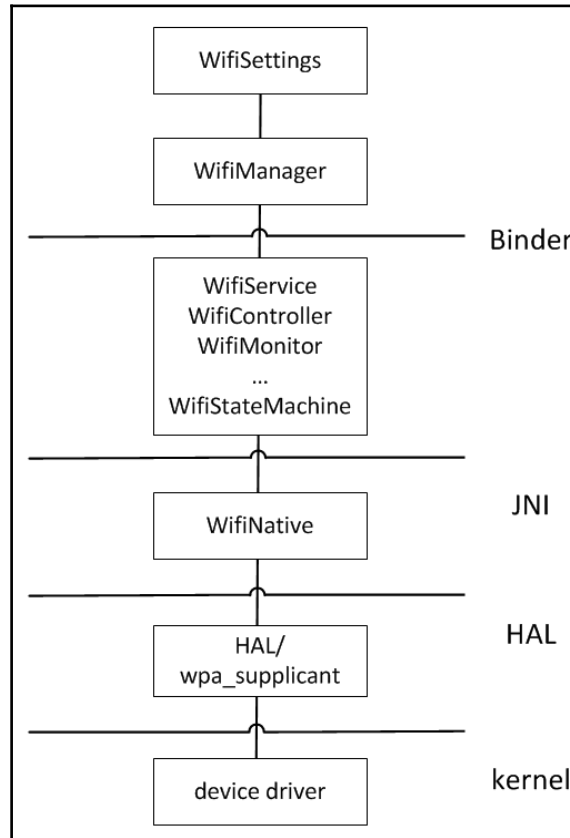 WifiSettings
WifiManager
Binder
WifiService
WifiController
WifiMonitor
...
WifiStateMachine
JNI
WifiNative
HAL
HAL/
wpa_supplicant
kernel
device driver